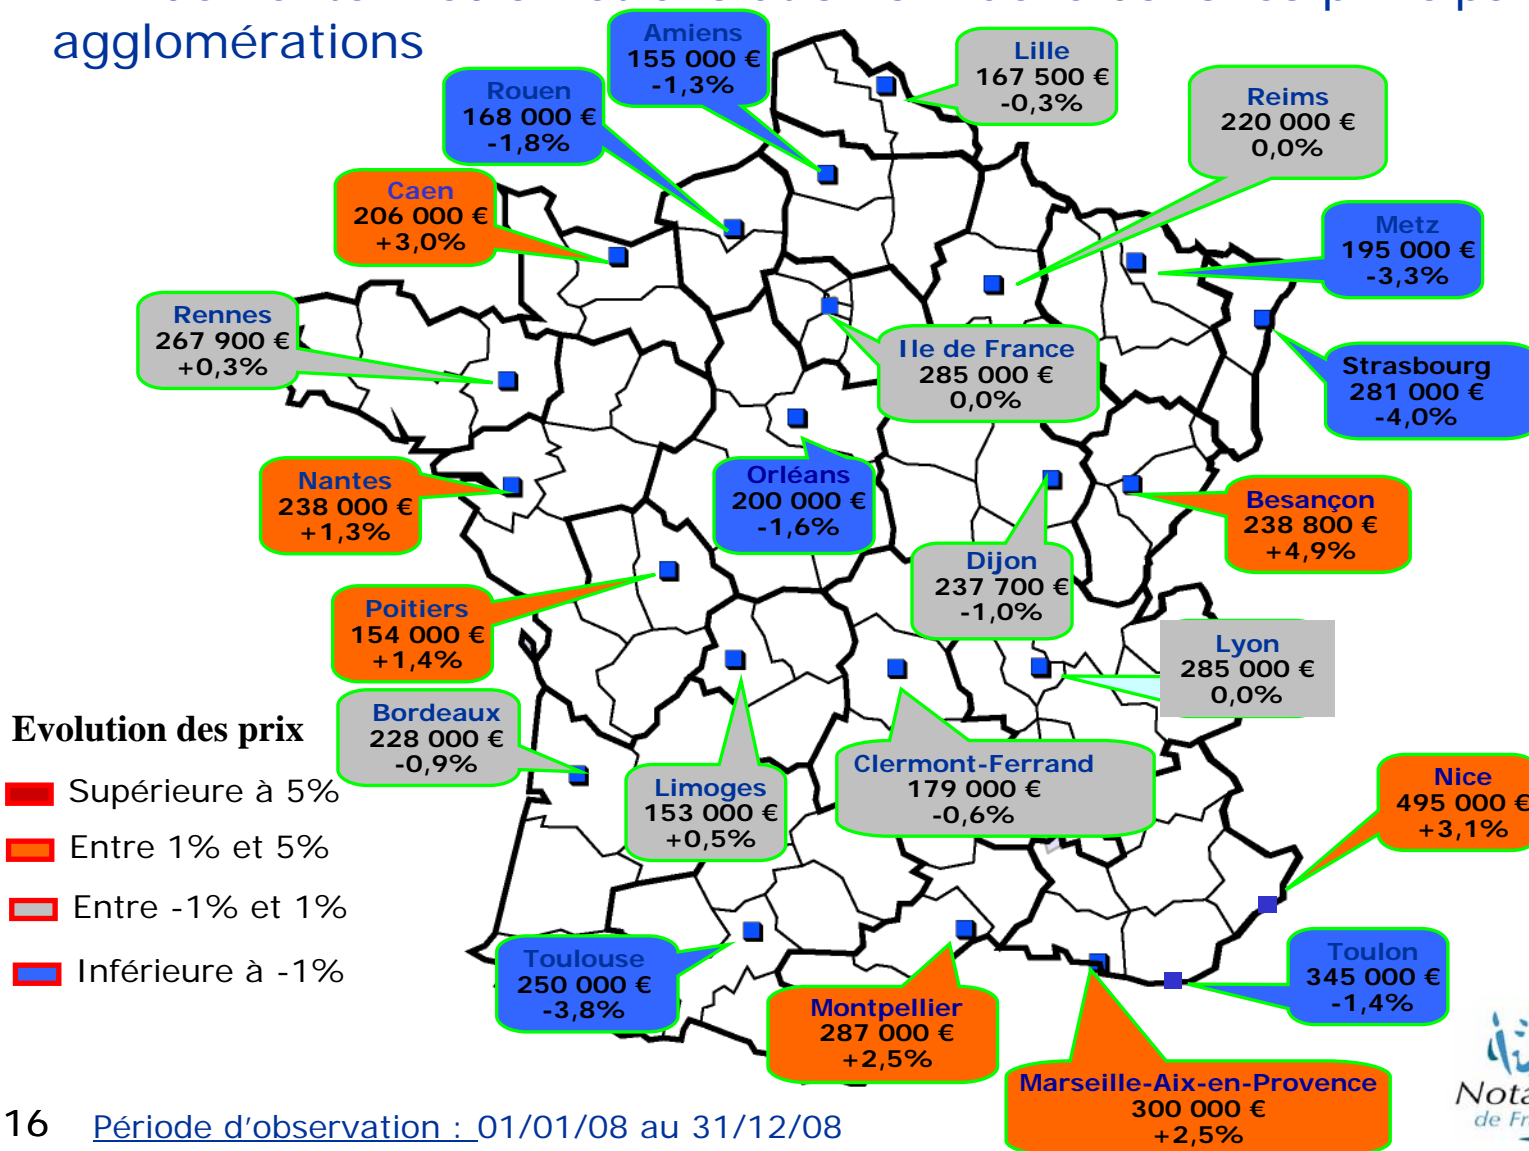 agglomérations
Amiens
155 000 €
-1,3%
Lille
167 500 €
-0,3%
Rouen
168 000 €
-1,8%
Reims
220 000 €
0,0%
Caen
206 000 €
+3,0%
Metz
195 000 €
-3,3%
Rennes
267 900 €
+0,3%
Ile de France
285 000 €
0,0%
Strasbourg
281 000 €
-4,0%
Nantes
238 000 €
+1,3%
Orléans
200 000 €
-1,6%
Besançon
238 800 €
+4,9%
Dijon
237 700 €
-1,0%
Poitiers
154 000 €
+1,4%
Lyon
285 000 €
0,0%
Bordeaux
228 000 €
-0,9%
Limoges
153 000 €
+0,5%
Clermont-Ferrand
179 000 €
-0,6%
Nice
495 000 €
+3,1%
Evolution des prix
Supérieure à 5%
Entre 1% et 5%
Entre -1% et 1%
Inférieure à -1%
Toulouse
250 000 €
-3,8%
Montpellier
287 000 €
+2,5%
Toulon
345 000 €
-1,4%
Marseille-Aix-en-Provence
300 000 €
+2,5%
16 Période d'observation : 01/01/08 au 31/12/08
de